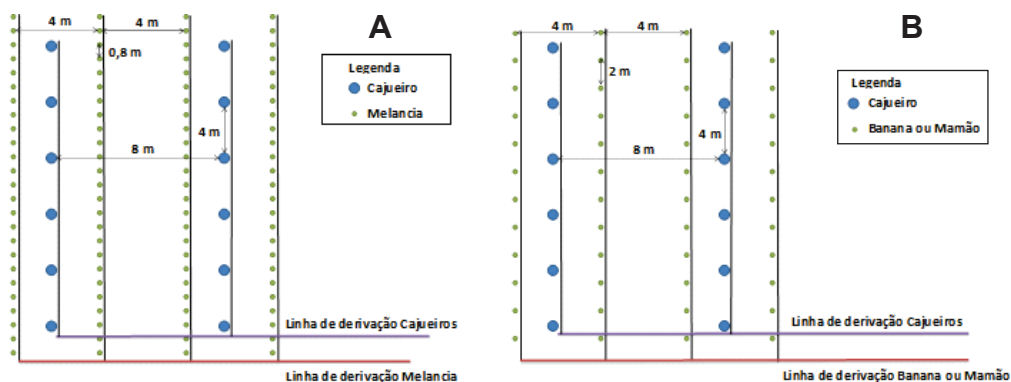 A
4 m
4 m
0,8 m
Legenda
Cajueiro
Melancia
4 m
8 m
Linha de derivação Cajueiros
Linha de derivação Melancia
B
4 m
4 m
2 m
Legenda
Cajueiro
Banana ou Mamão
4 m
8 m
Linha de derivação Cajueiros
Linha de derivação Banana ou Mamão